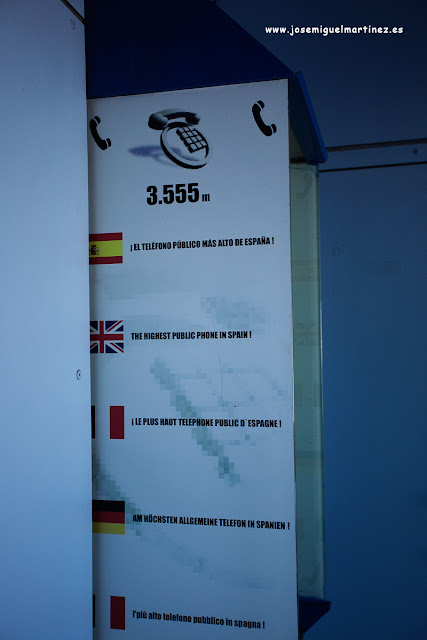 www.josemiguelmartinez.es
3.555 m
¡ EL TELÉFONO PÚBLICO MÁS ALTO DE ESPAÑA !
THE HIGHEST PUBLIC PHONE IN SPAIN !
¡ LE PLUS HAUT TELEPHONE PUBLIC D`ESPAGNE !
AM HÖCHSTEN ALLGEMEINE TELEFON IN SPANIEN !
l'più alto telefono pubblico in spagna !